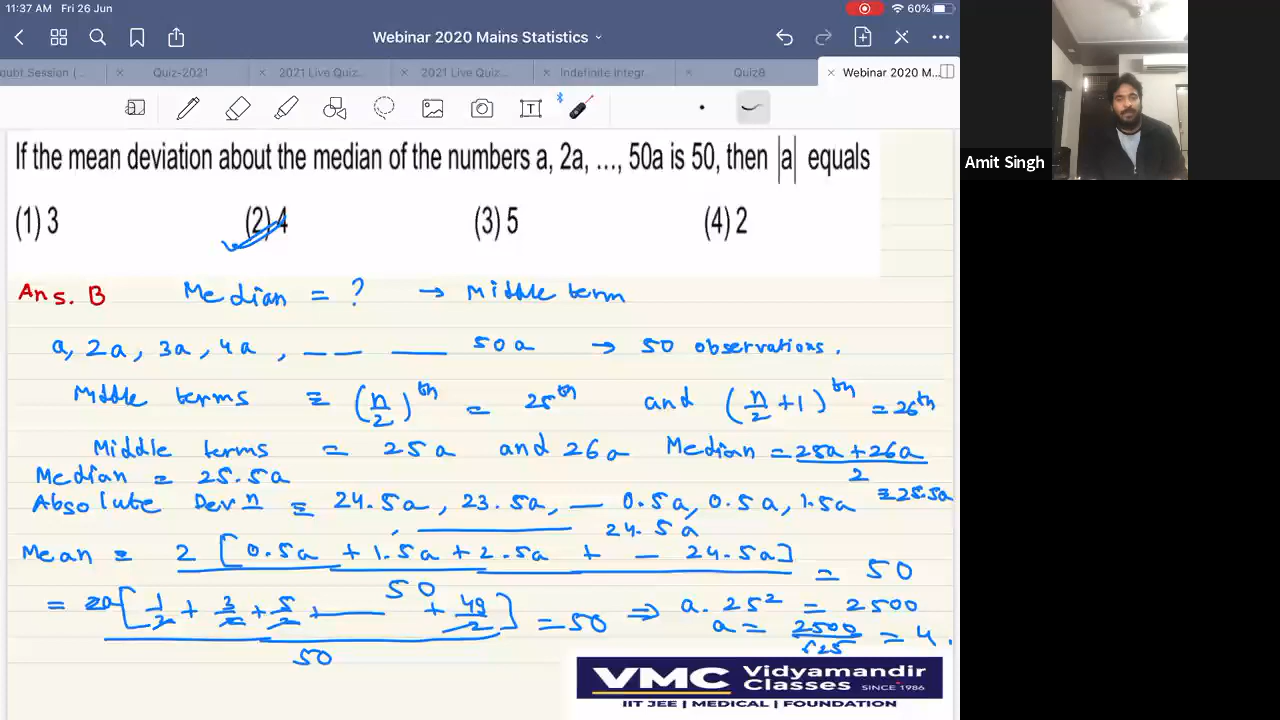 11:37 AM Fri 26 Jun
60%
Webinar 2020 Mains Statistics
oubt Session (
Quiz-2021
2021 Live Quiz..
2021 Live Quiz..
Indefinite Integr
Quiz8
Webinar 2020 M...
If the mean deviation about the median of the numbers a, 2a, ..., 50a is 50, then |a| equals
(1) 3 (2) 4 (3) 5 (4) 2
Amit Singh
Ans. B Median = ? → Middle term
a, 2a, 3a, 4a, — — — 50a → 50 observations.
Middle terms = (n/2)th = 25th and (n/2 + 1)th = 26th
Middle terms = 25a and 26a Median = (25a + 26a)/2
Median = 25.5a = 25.5a
Absolute Devn = 24.5a, 23.5a, — 0.5a, 0.5a, 1.5a
24.5a
Mean = 2 [0.5a + 1.5a + 2.5a + — 24.5a] / 50 = 50
= 2a[1/2 + 3/2 + 5/2 + — + 49/2] / 50 = 50 ⇒ a. 25² = 2500
a = 2500/625 = 4.
VMC Vidyamandir Classes
SINCE 1986
IIT JEE | MEDICAL | FOUNDATION